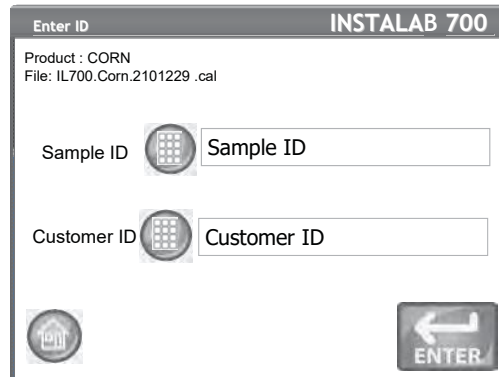 Enter ID INSTALAB 700
Product : CORN
File: IL700.Corn.2101229 .cal
Sample ID Sample ID
Customer ID Customer ID
ENTER